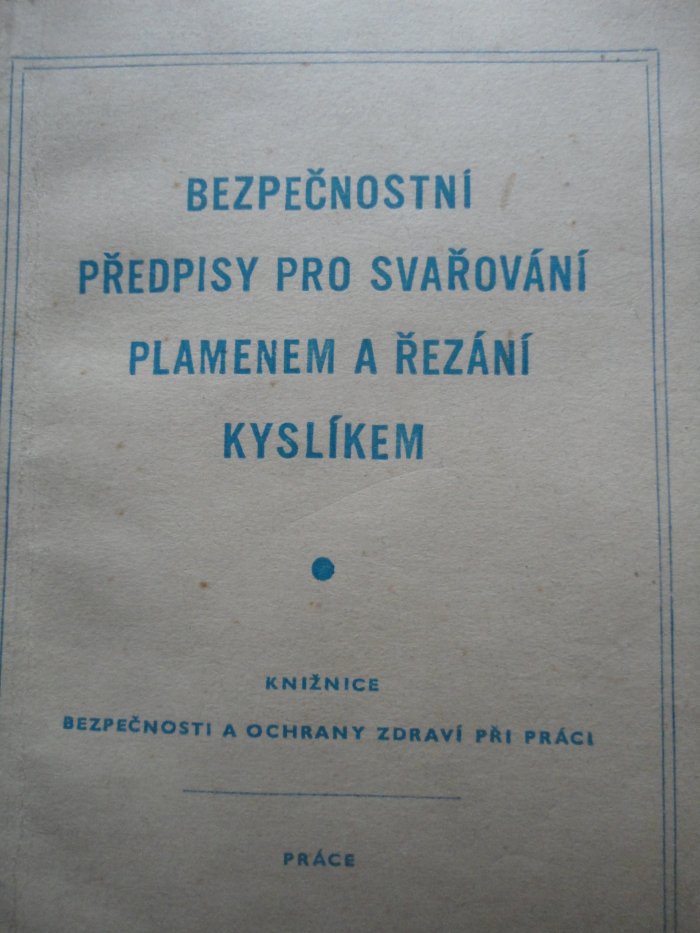 BEZPEČNOSTNÍ
PŘEDPISY PRO SVAŘOVÁNÍ
PLAMENEM A ŘEZÁNÍ
KYSLÍKEM
KNIŽNICE
BEZPEČNOSTI A OCHRANY ZDRAVÍ PŘI PRÁCI
PRÁCE